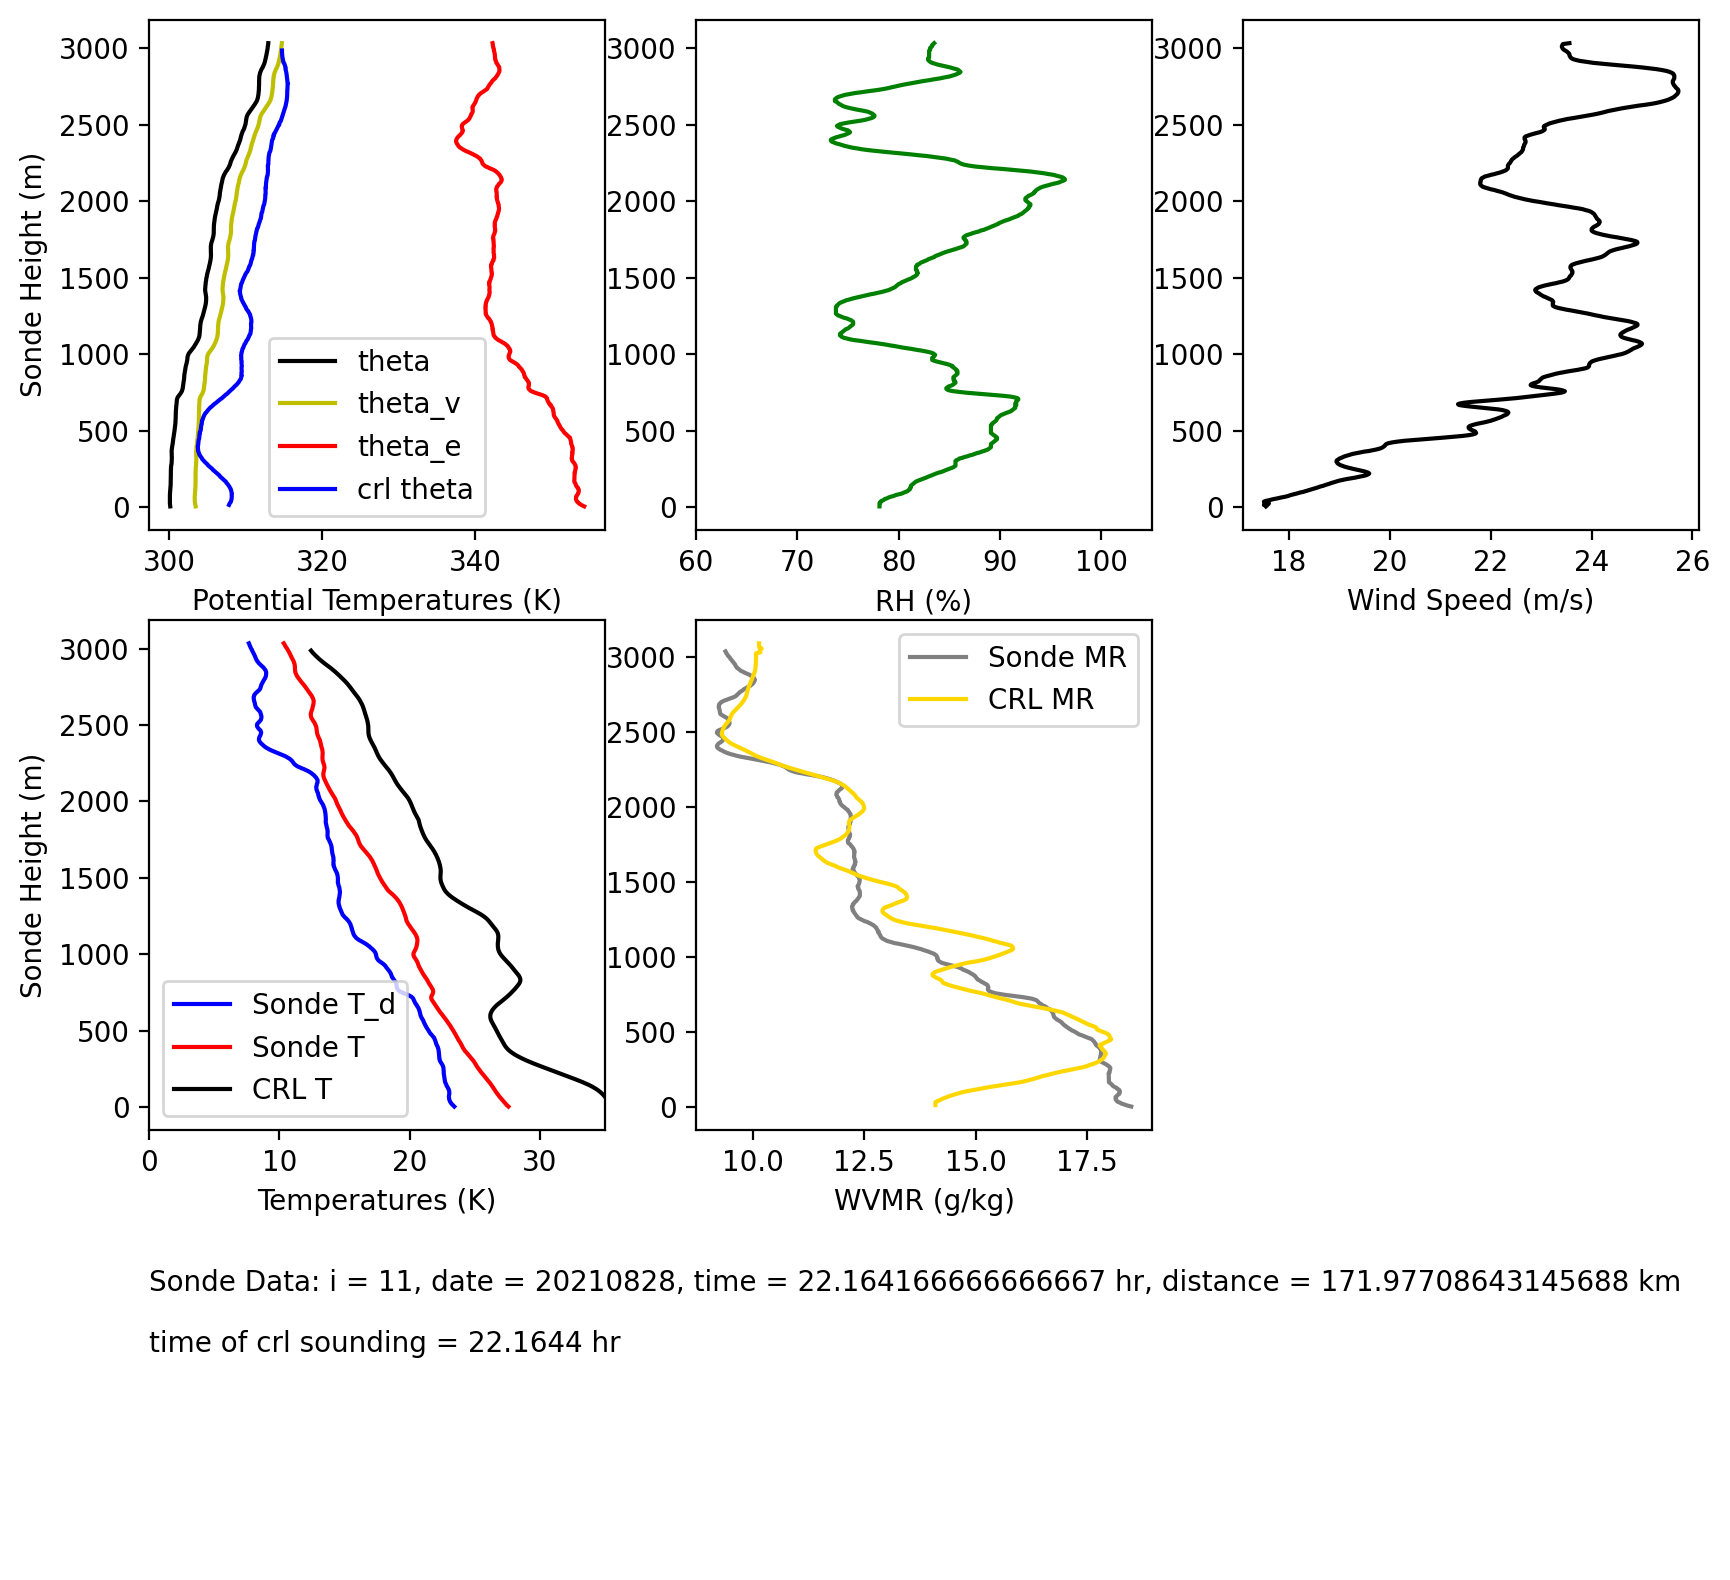 3000
2500
2000
1500
1000
500
0
Sonde Height (m)
theta
theta_v
theta_e
crl theta
300 320 340
Potential Temperatures (K)
3000
2500
2000
1500
1000
500
0
60 70 80 90 100
RH (%)
3000
2500
2000
1500
1000
500
0
18 20 22 24 26
Wind Speed (m/s)
3000
2500
2000
1500
1000
500
0
Sonde Height (m)
Sonde T_d
Sonde T
CRL T
0 10 20 30
Temperatures (K)
3000
2500
2000
1500
1000
500
0
Sonde MR
CRL MR
10.0 12.5 15.0 17.5
WVMR (g/kg)
Sonde Data: i = 11, date = 20210828, time = 22.164166666666667 hr, distance = 171.97708643145688 km
time of crl sounding = 22.1644 hr